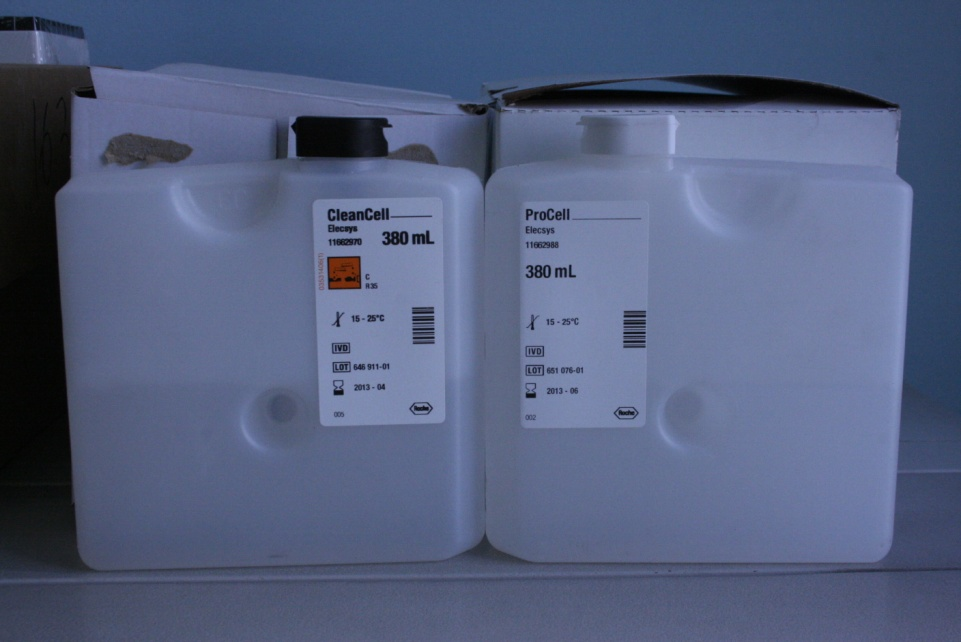 CleanCell
Elecsys
11662970
380 mL
C
R35
15 - 25°C
IVD
LOT 646 911-01
2013 - 04
005
Roche
ProCell
Elecsys
11662988
380 mL
15 - 25°C
IVD
LOT 651 076-01
2013 - 06
002
Roche